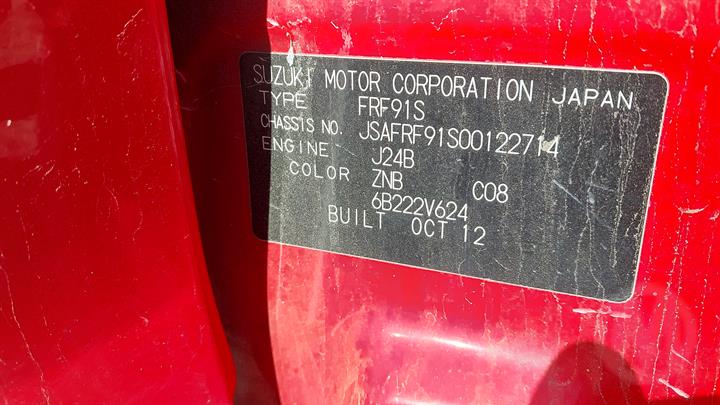 SUZUKI MOTOR CORPORATION JAPAN
TYPE FRF91S
CHASSIS NO. JSAFRF91S00122714
ENGINE J24B
COLOR ZNB C08
6B222V624
BUILT OCT 12